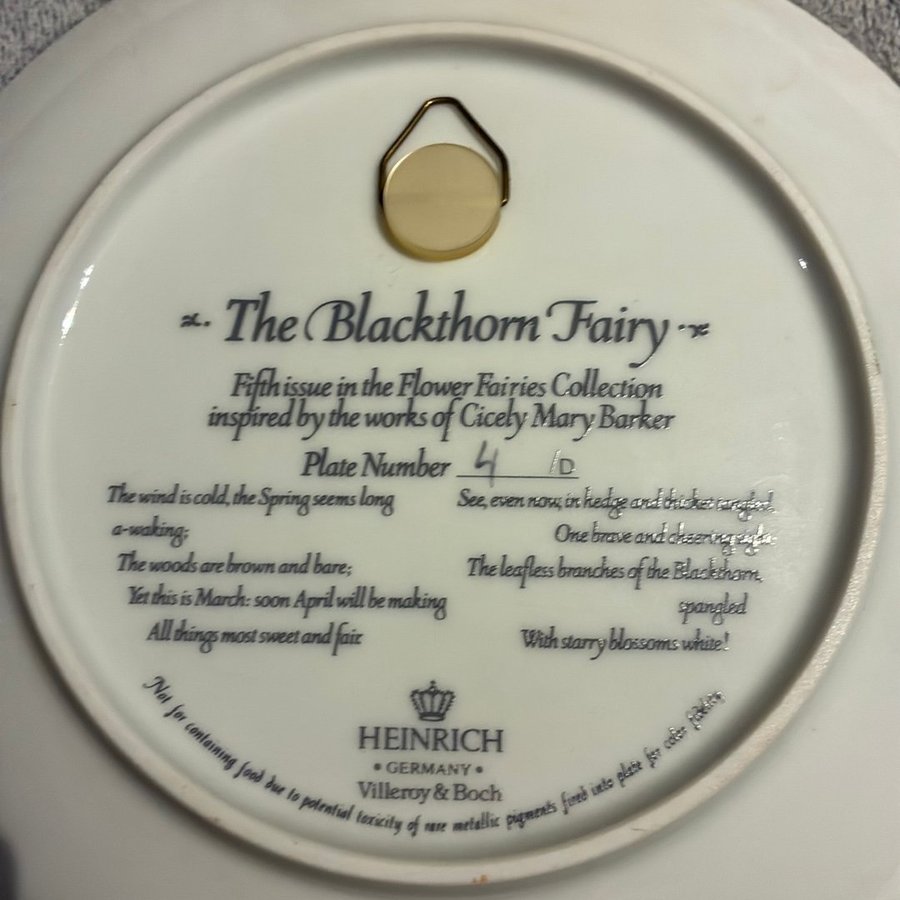 The Blackthorn Fairy
Fifth issue in the Flower Fairies Collection
inspired by the works of Cicely Mary Barker
Plate Number 4 /D
The wind is cold, the Spring seems long
a-waking;
The woods are brown and bare;
Yet this is March: soon April will be making
All things most sweet and fair.
See, even now, in hedge and thicket tangled,
One brave and cheering sight:
The leafless branches of the Blackthorn,
spangled
With starry blossoms white!
HEINRICH
• GERMANY •
Villeroy & Boch
Not for containing food due to potential toxicity of rare metallic pigments fired into plate for color fidelity